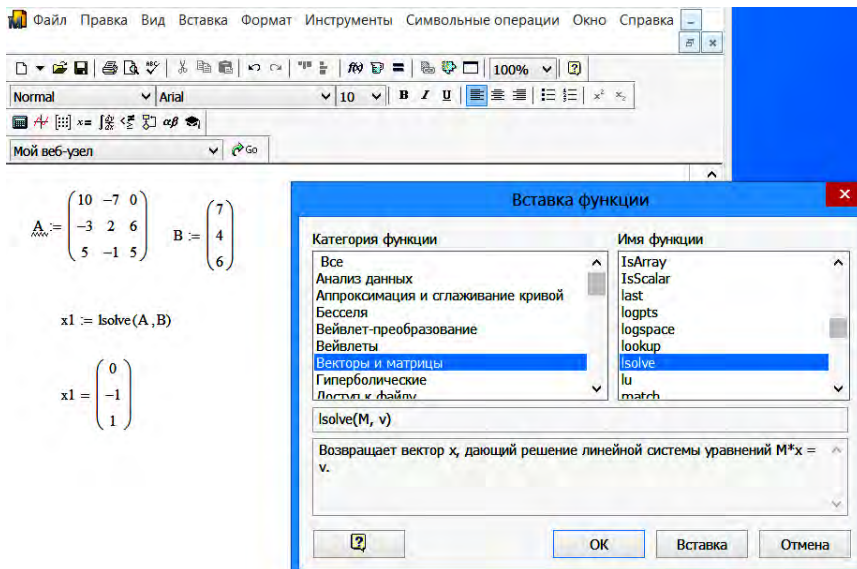 Файл Правка Вид Вставка Формат Инструменты Символьные операции Окно Справка
100%
Normal Arial 10 B I U
Мой веб-узел Go
A := ( 10 −7 0
−3 2 6
5 −1 5 )
B := ( 7
4
6 )
x1 := lsolve(A,B)
x1 = ( 0
−1
1 )
Вставка функции
Категория функции
Все
Анализ данных
Аппроксимация и сглаживание кривой
Бесселя
Вейвлет-преобразование
Вейвлеты
Векторы и матрицы
Гиперболические
Доступ к файлу
Имя функции
IsArray
IsScalar
last
logpts
logspace
lookup
lsolve
lu
match
lsolve(M, v)
Возвращает вектор x, дающий решение линейной системы уравнений M*x =
v.
OK Вставка Отмена